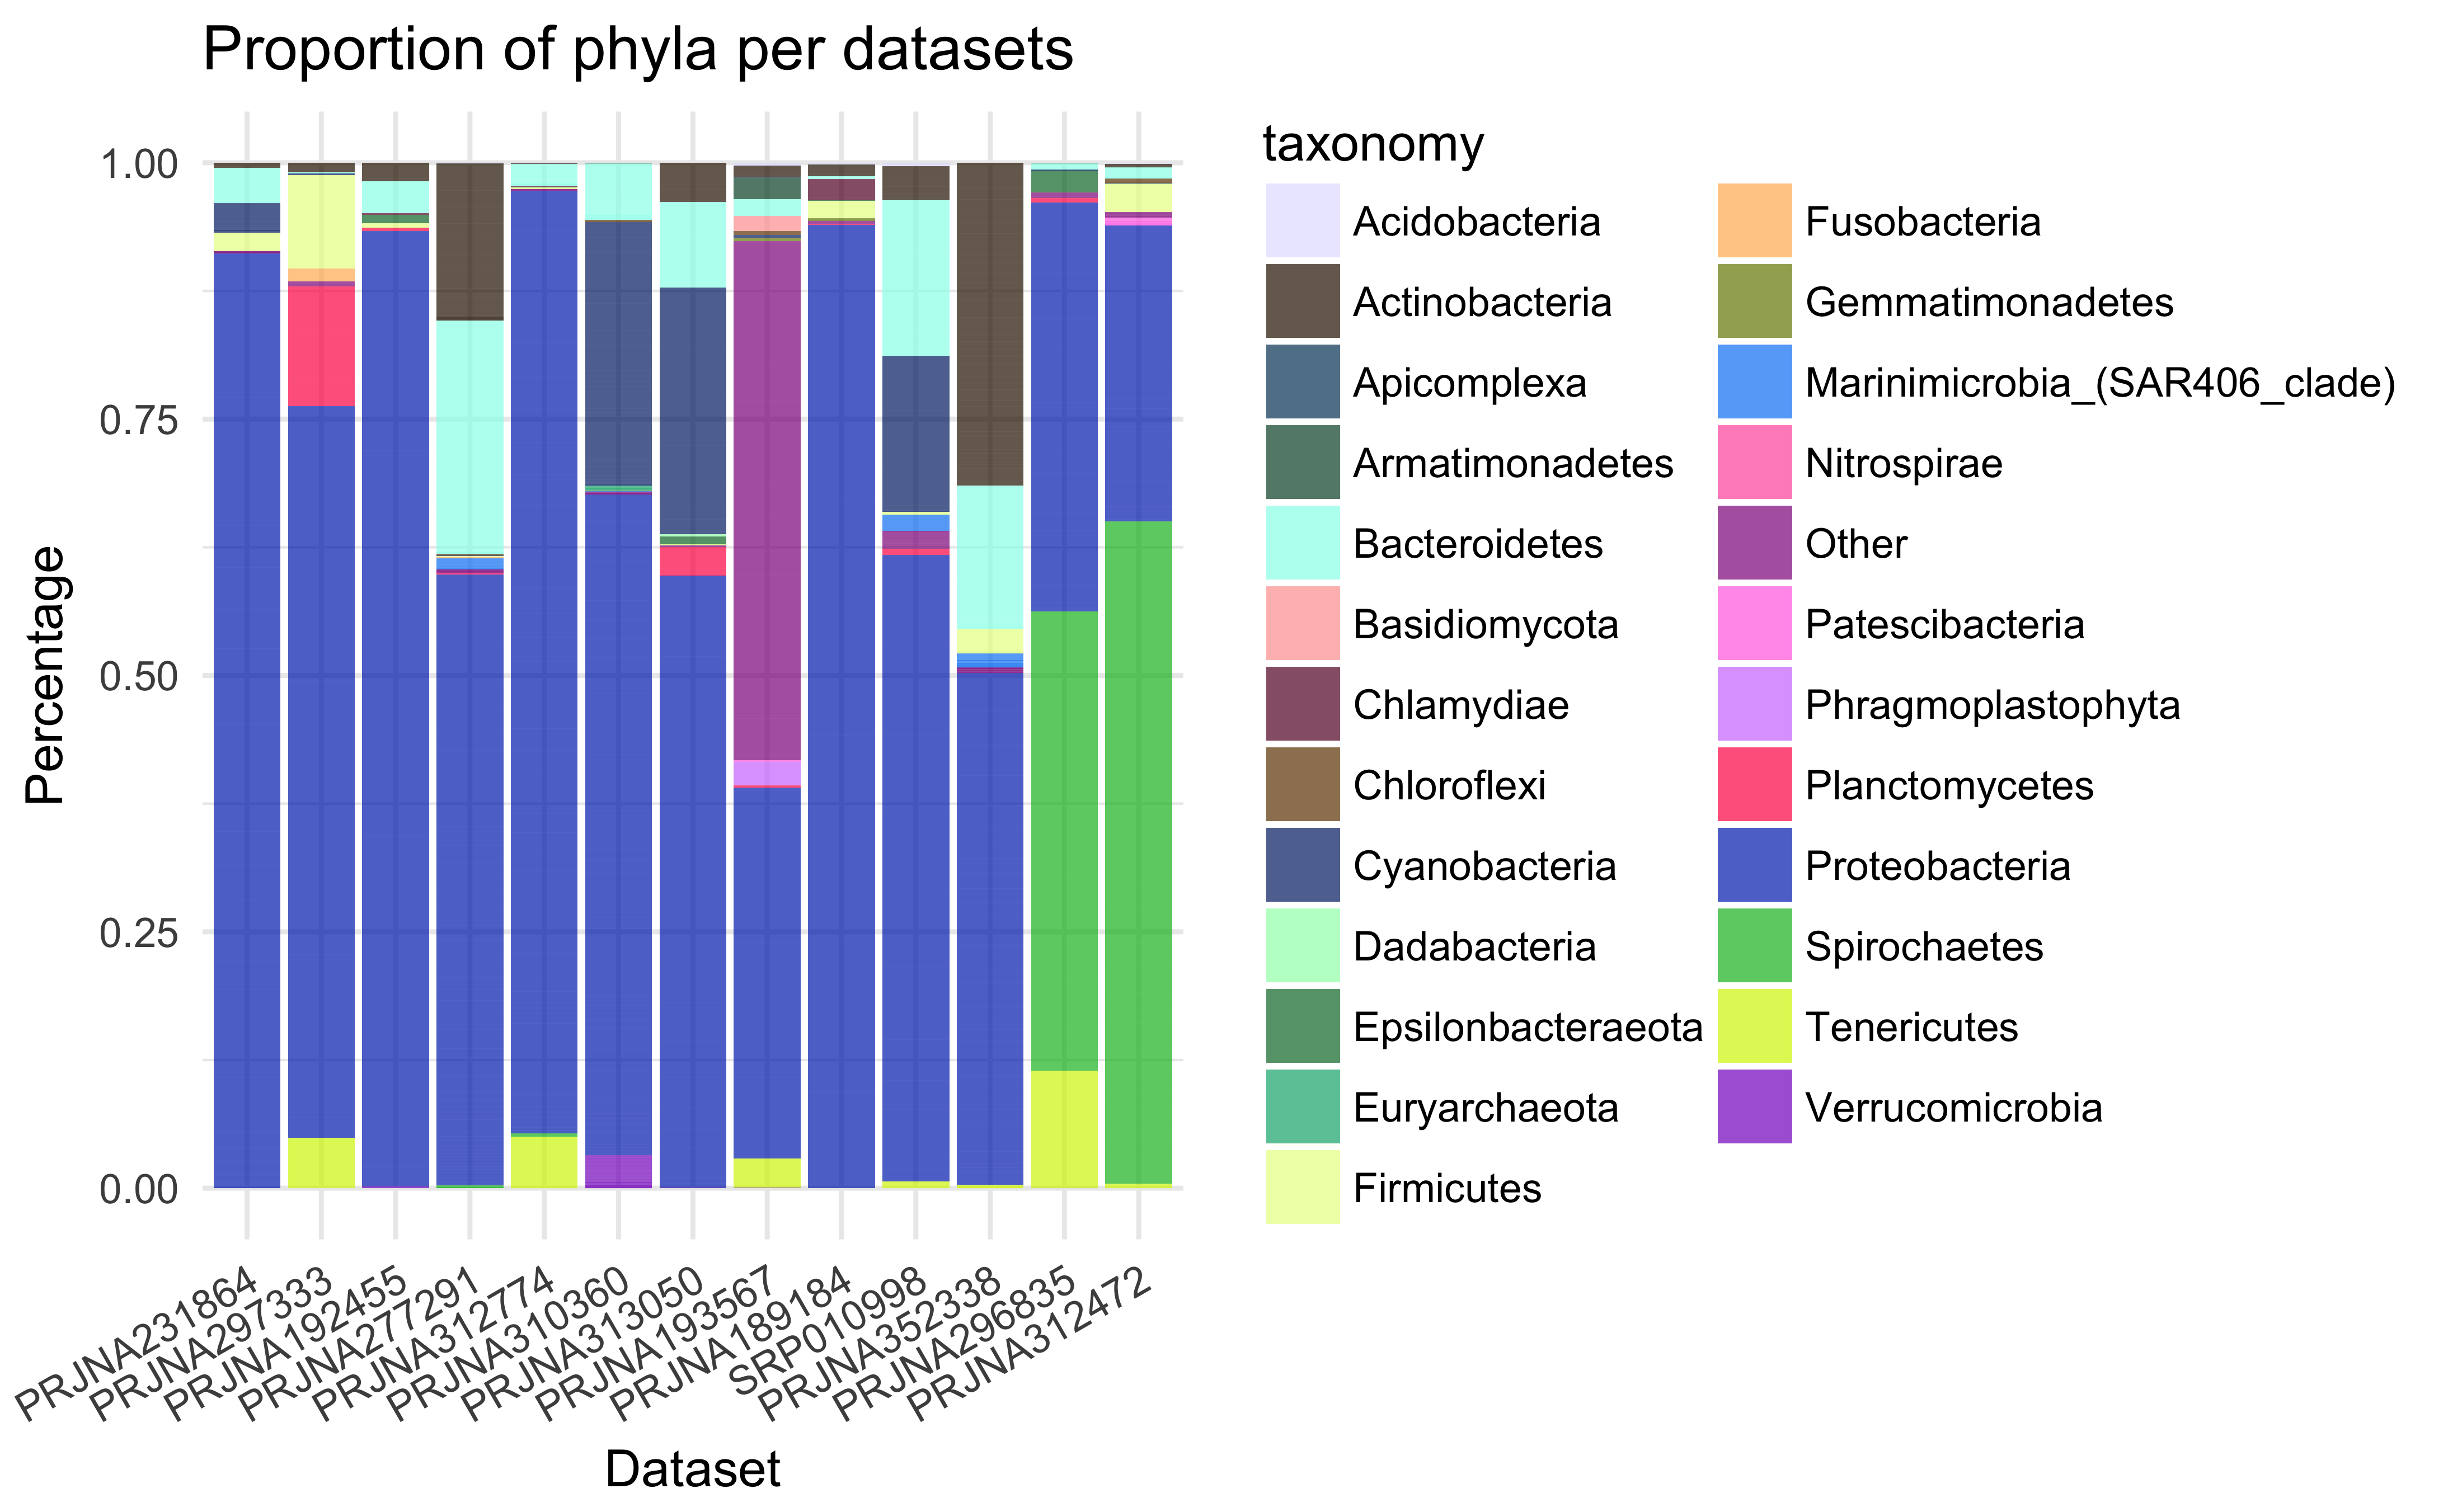 Proportion of phyla per datasets
Percentage
1.00
0.75
0.50
0.25
0.00
PRJNA231864
PRJNA297333
PRJNA192455
PRJNA277291
PRJNA312774
PRJNA310360
PRJNA313050
PRJNA193567
PRJNA189184
SRP010998
PRJNA352338
PRJNA296835
PRJNA312472
Dataset
taxonomy
Acidobacteria
Actinobacteria
Apicomplexa
Armatimonadetes
Bacteroidetes
Basidiomycota
Chlamydiae
Chloroflexi
Cyanobacteria
Dadabacteria
Epsilonbacteraeota
Euryarchaeota
Firmicutes
Fusobacteria
Gemmatimonadetes
Marinimicrobia_(SAR406_clade)
Nitrospirae
Other
Patescibacteria
Phragmoplastophyta
Planctomycetes
Proteobacteria
Spirochaetes
Tenericutes
Verrucomicrobia